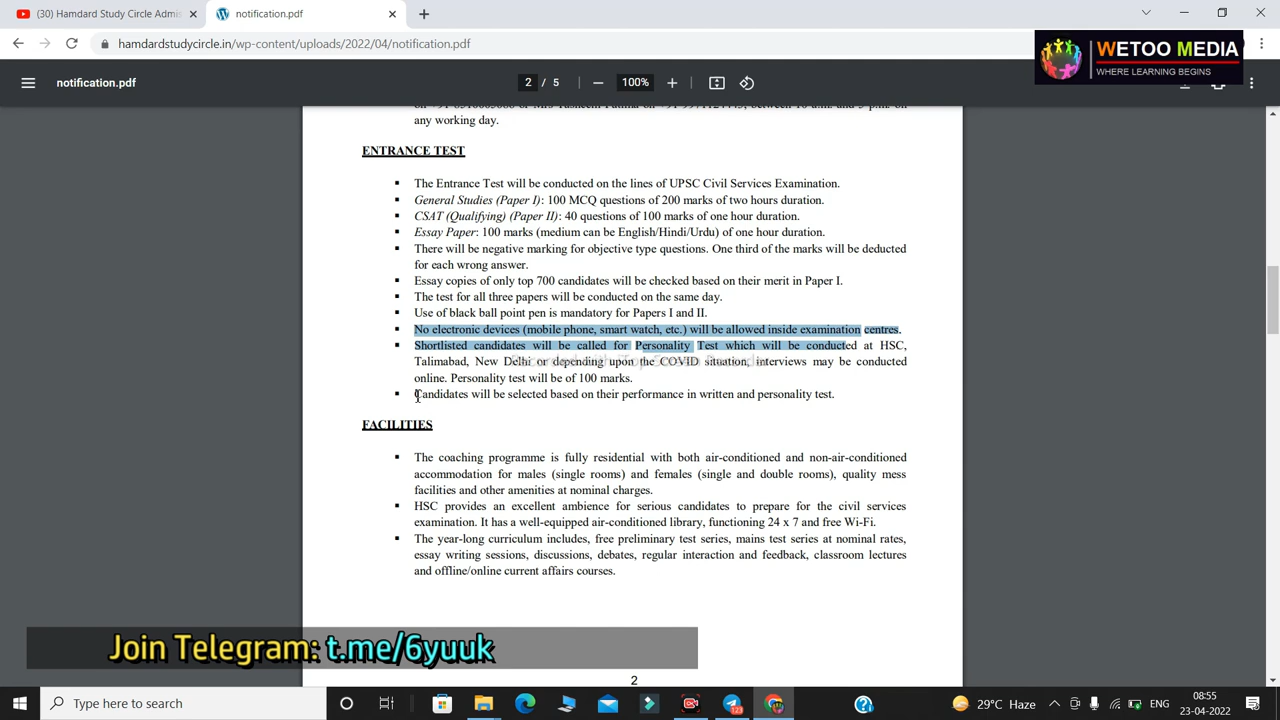 (30) Hamdard Study Circle Admis
notification.pdf
hamdardstudycircle.in/wp-content/uploads/2022/04/notification.pdf
WETOO MEDIA
WHERE LEARNING BEGINS
notification.pdf
2 / 5
100%
any working day.
ENTRANCE TEST
▪ The Entrance Test will be conducted on the lines of UPSC Civil Services Examination.
▪ General Studies (Paper I): 100 MCQ questions of 200 marks of two hours duration.
▪ CSAT (Qualifying) (Paper II): 40 questions of 100 marks of one hour duration.
▪ Essay Paper: 100 marks (medium can be English/Hindi/Urdu) of one hour duration.
▪ There will be negative marking for objective type questions. One third of the marks will be deducted
for each wrong answer.
▪ Essay copies of only top 700 candidates will be checked based on their merit in Paper I.
▪ The test for all three papers will be conducted on the same day.
▪ Use of black ball point pen is mandatory for Papers I and II.
▪ No electronic devices (mobile phone, smart watch, etc.) will be allowed inside examination centres.
▪ Shortlisted candidates will be called for Personality Test which will be conducted at HSC,
Talimabad, New Delhi or depending upon the COVID situation, interviews may be conducted
online. Personality test will be of 100 marks.
▪ Candidates will be selected based on their performance in written and personality test.
FACILITIES
▪ The coaching programme is fully residential with both air-conditioned and non-air-conditioned
accommodation for males (single rooms) and females (single and double rooms), quality mess
facilities and other amenities at nominal charges.
▪ HSC provides an excellent ambience for serious candidates to prepare for the civil services
examination. It has a well-equipped air-conditioned library, functioning 24 x 7 and free Wi-Fi.
▪ The year-long curriculum includes, free preliminary test series, mains test series at nominal rates,
essay writing sessions, discussions, debates, regular interaction and feedback, classroom lectures
and offline/online current affairs courses.
Join Telegram: t.me/6yuuk
2
Type here to search
123
29°C Haze
ENG
08:55
23-04-2022